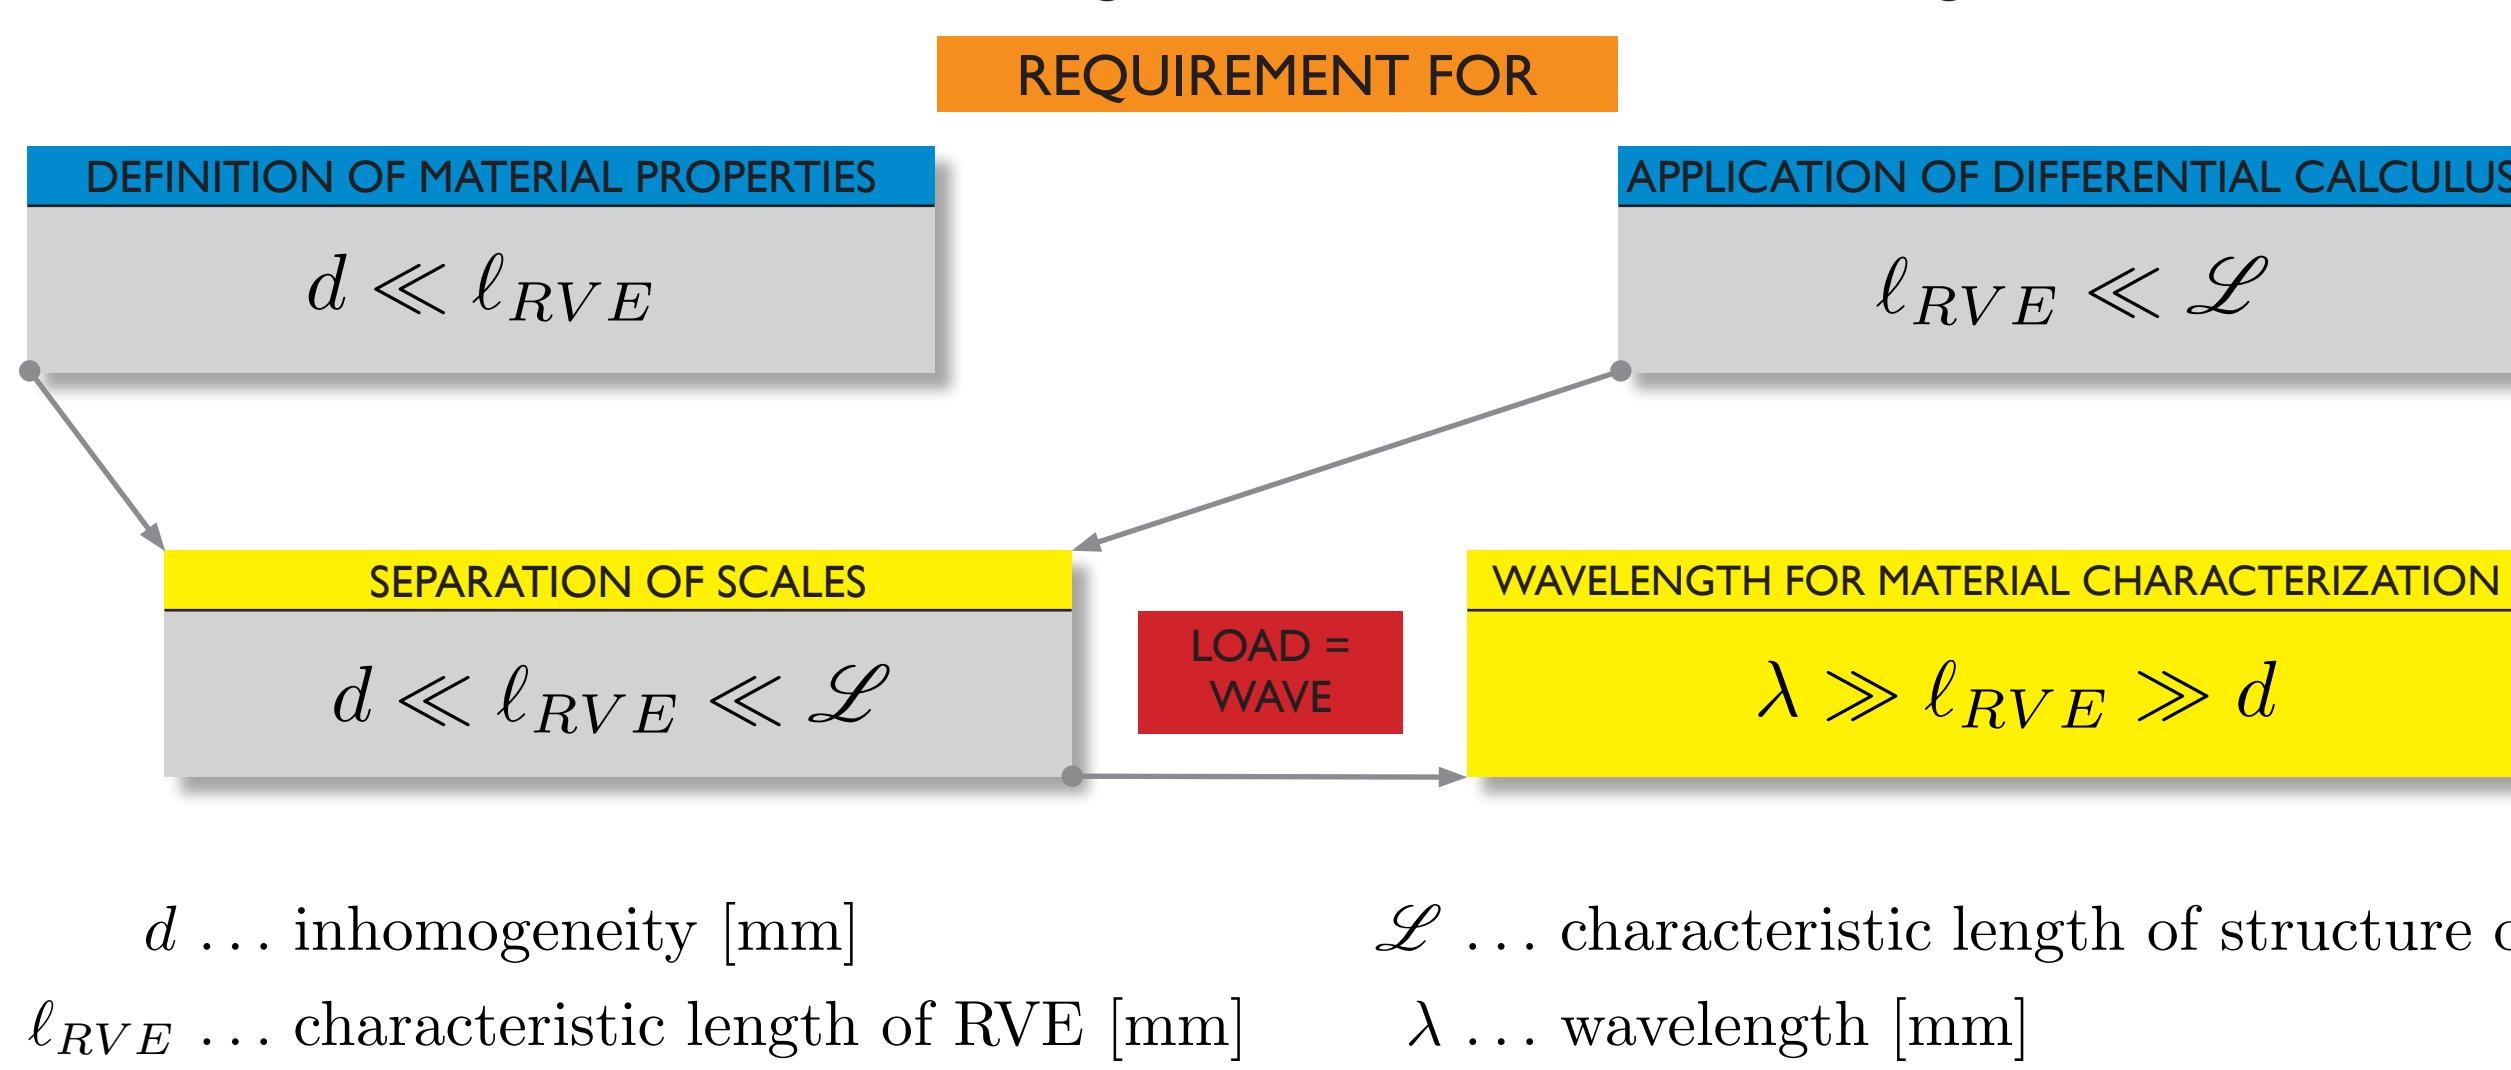 REQUIREMENT FOR
DEFINITION OF MATERIAL PROPERTIES
d ≪ ℓ_RVE
APPLICATION OF DIFFERENTIAL CALCULUS
ℓ_RVE ≪ ℒ
SEPARATION OF SCALES
d ≪ ℓ_RVE ≪ ℒ
LOAD =
WAVE
WAVELENGTH FOR MATERIAL CHARACTERIZATION
λ ≫ ℓ_RVE ≫ d
d ... inhomogeneity [mm]
ℓ_RVE ... characteristic length of RVE [mm]
ℒ ... characteristic length of structure
λ ... wavelength [mm]